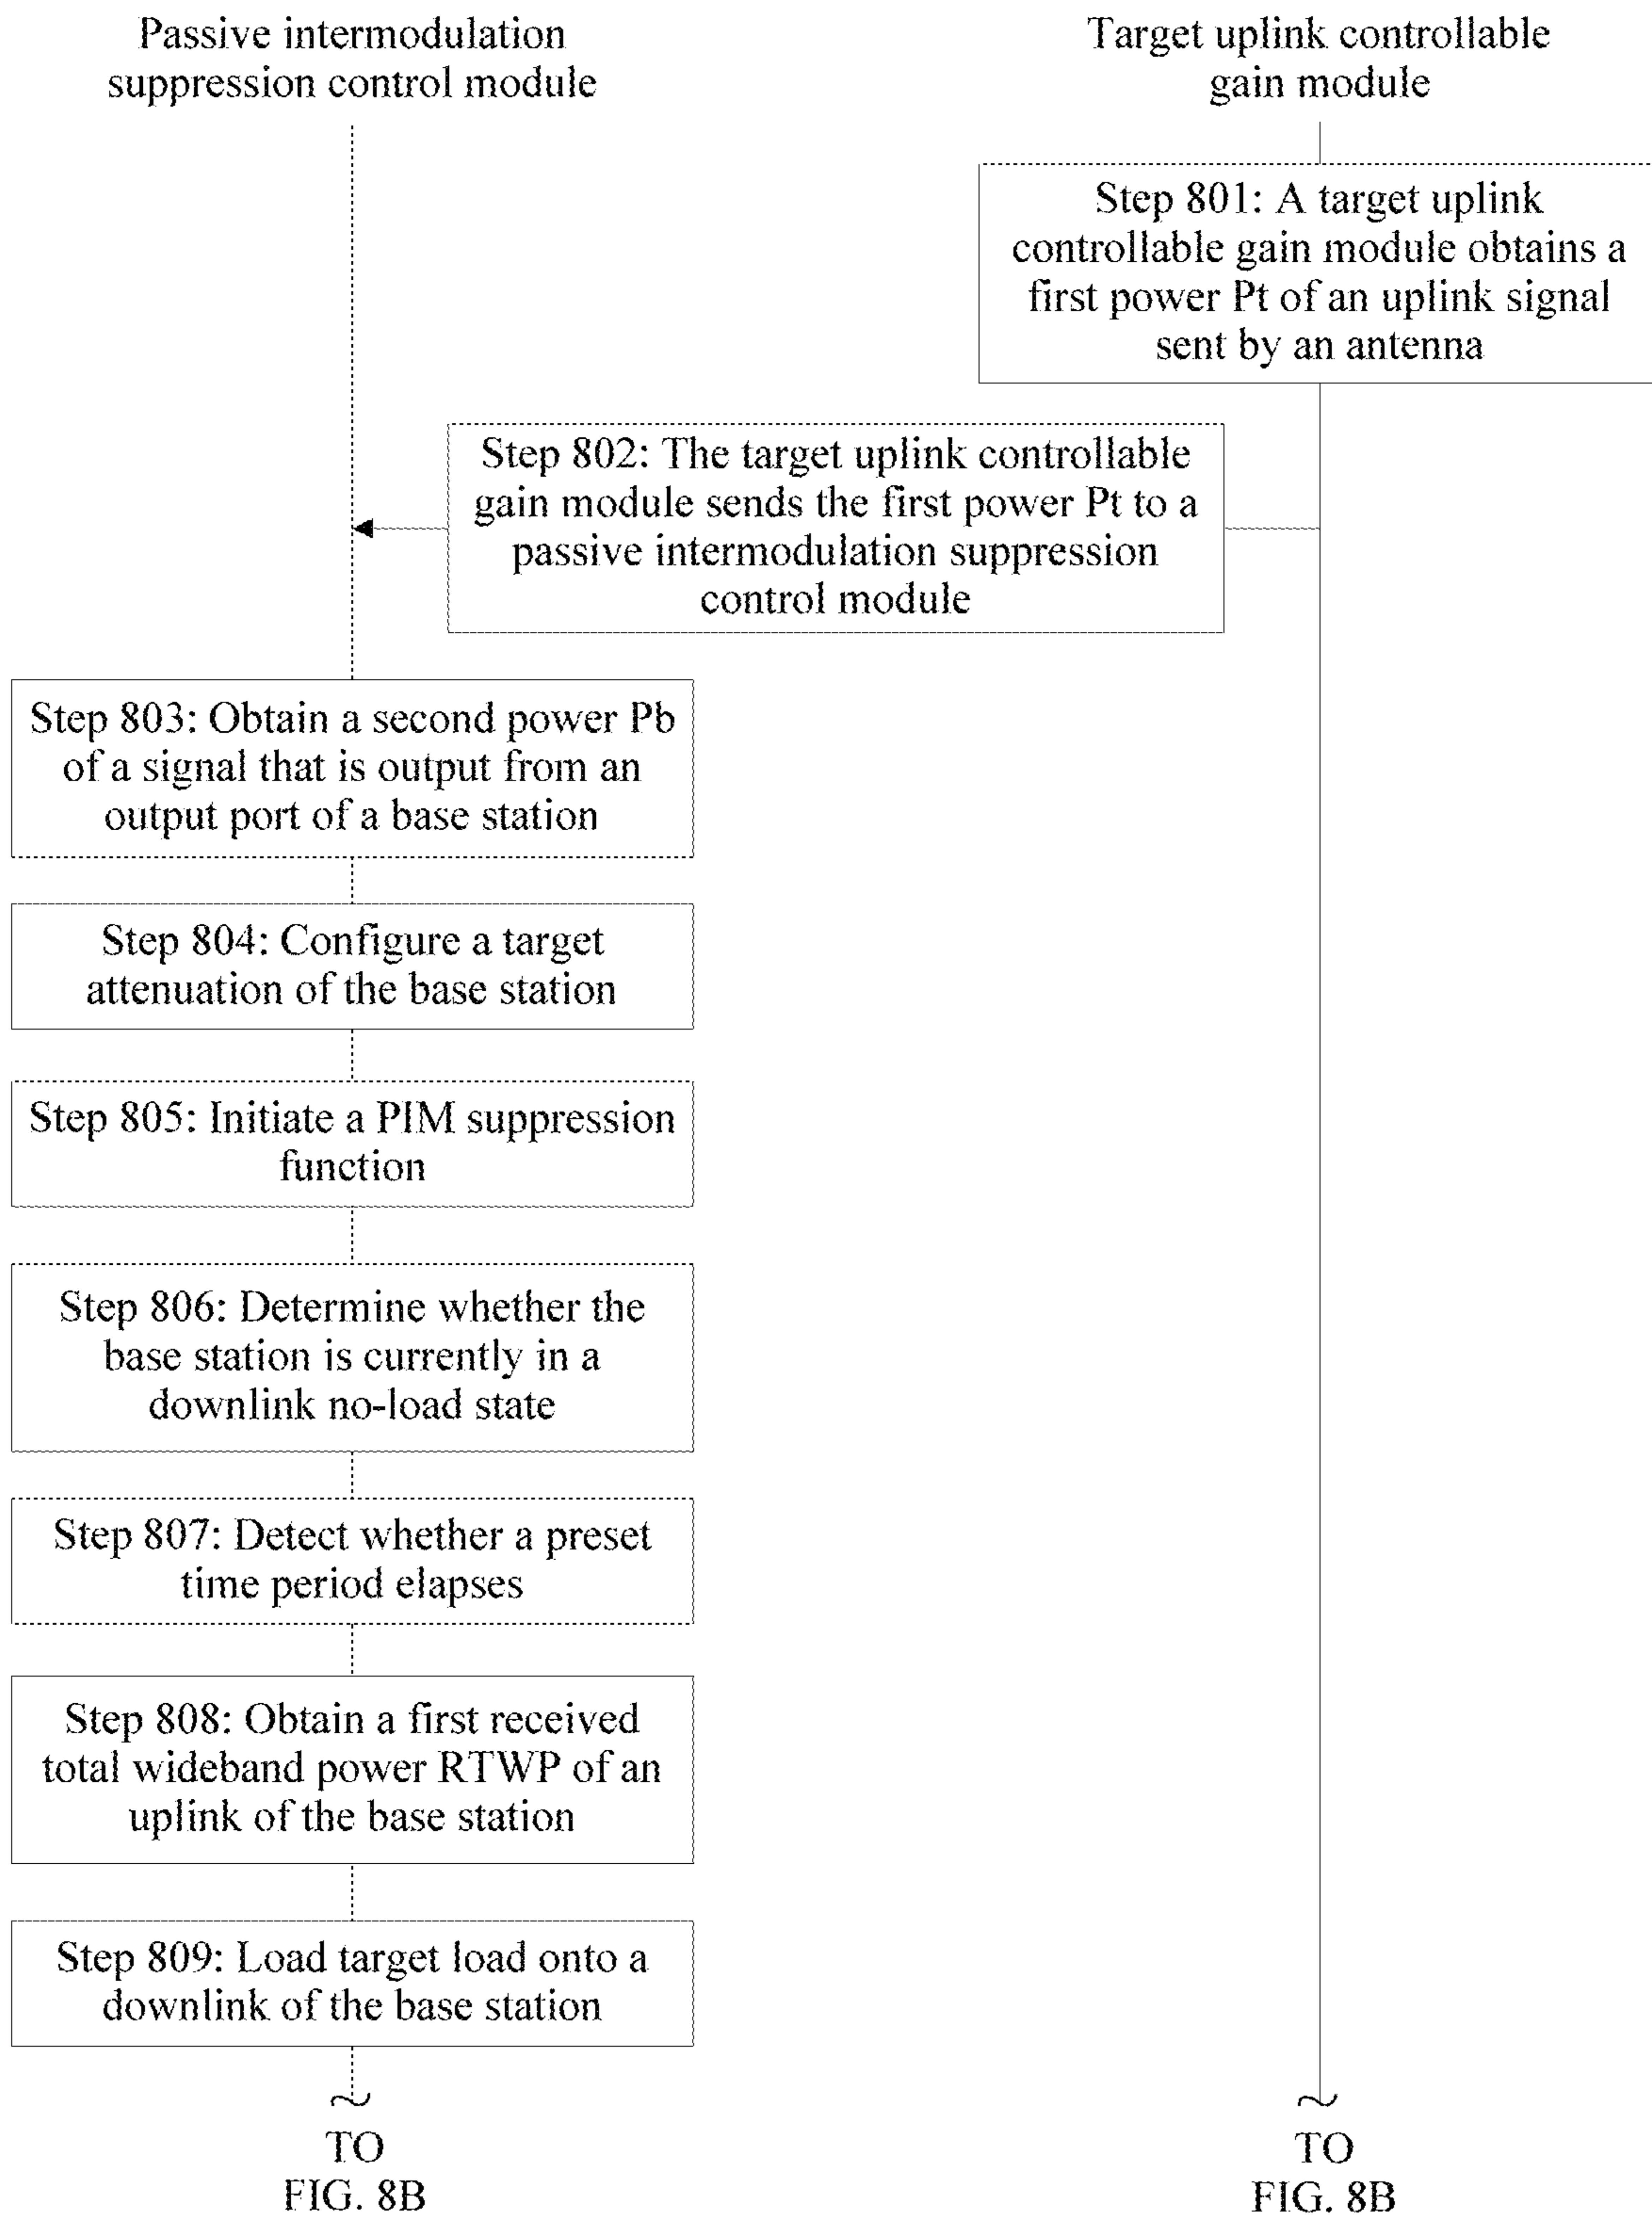 Passive intermodulation
suppression control module
Target uplink controllable
gain module
Step 801: A target uplink
controllable gain module obtains a
first power Pt of an uplink signal
sent by an antenna
Step 802: The target uplink controllable
gain module sends the first power Pt to a
passive intermodulation suppression
control module
Step 803: Obtain a second power Pb
of a signal that is output from an
output port of a base station
Step 804: Configure a target
attenuation of the base station
Step 805: Initiate a PIM suppression
function
Step 806: Determine whether the
base station is currently in a
downlink no-load state
Step 807: Detect whether a preset
time period elapses
Step 808: Obtain a first received
total wideband power RTWP of an
uplink of the base station
Step 809: Load target load onto a
downlink of the base station
TO
FIG. 8B
TO
FIG. 8B